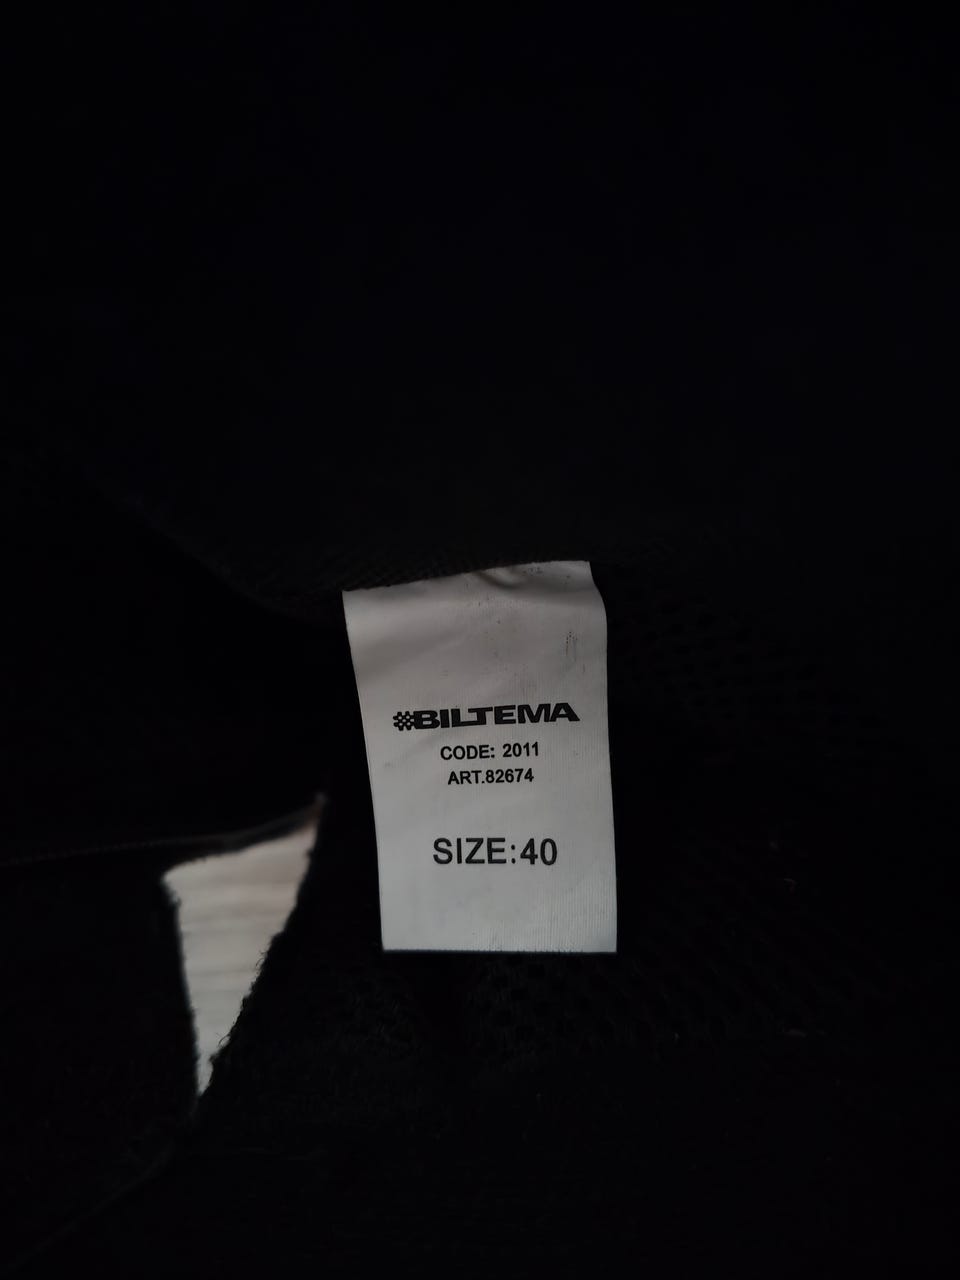 BILTEMA
CODE: 2011
ART.82674
SIZE:40